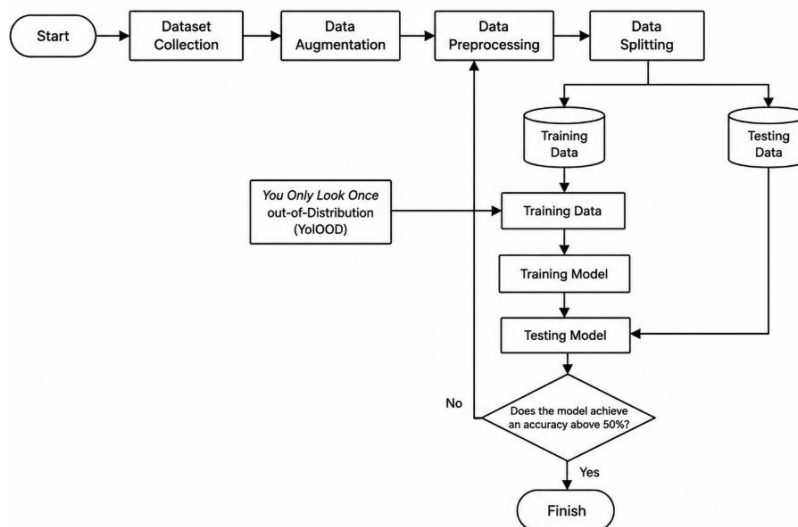 Start
Dataset
Collection
Data
Augmentation
Data
Preprocessing
Data
Splitting
Training
Data
Testing
Data
You Only Look Once
out-of-Distribution
(YolOOD)
Training Data
Training Model
Testing Model
No
Does the model achieve
an accuracy above 50%?
Yes
Finish